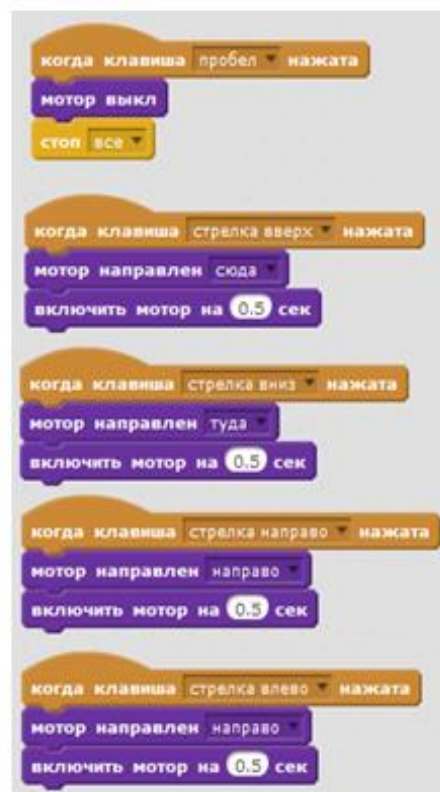 когда клавиша пробел нажата
мотор выкл
стоп все
когда клавиша стрелка вверх нажата
мотор направлен сюда
включить мотор на 0.5 сек
когда клавиша стрелка вниз нажата
мотор направлен туда
включить мотор на 0.5 сек
когда клавиша стрелка направо нажата
мотор направлен направо
включить мотор на 0.5 сек
когда клавиша стрелка влево нажата
мотор направлен направо
включить мотор на 0.5 сек